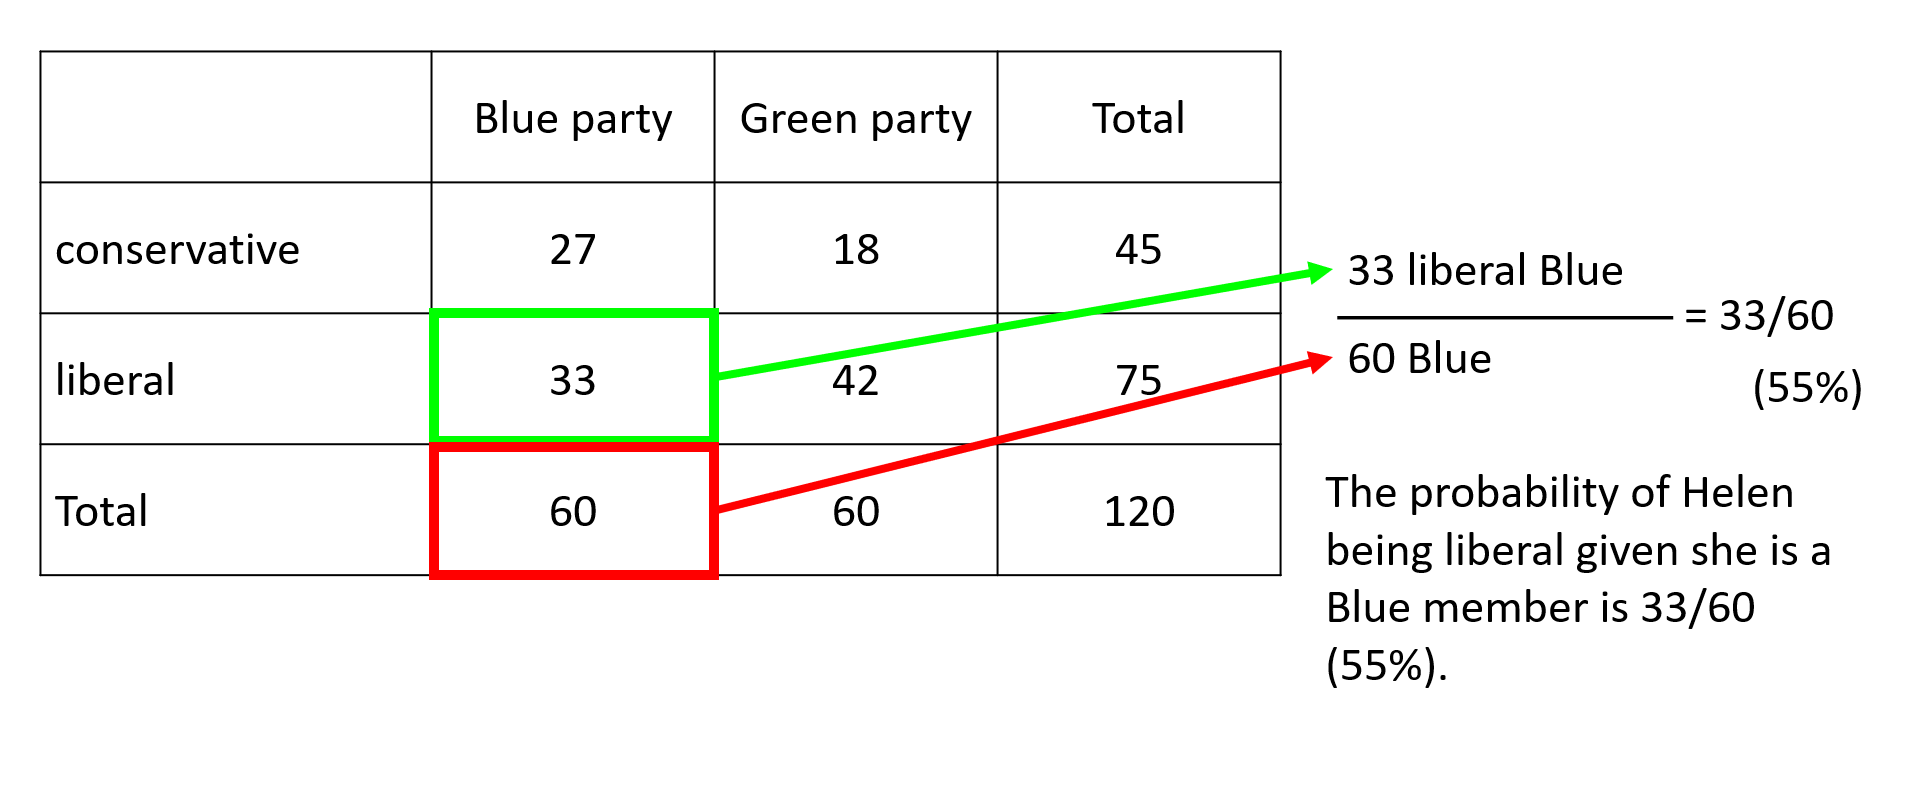 Blue party Green party Total
conservative 27 18 45
liberal 33 42 75
Total 60 60 120
33 liberal Blue
= 33/60
60 Blue
(55%)
The probability of Helen
being liberal given she is a
Blue member is 33/60
(55%).